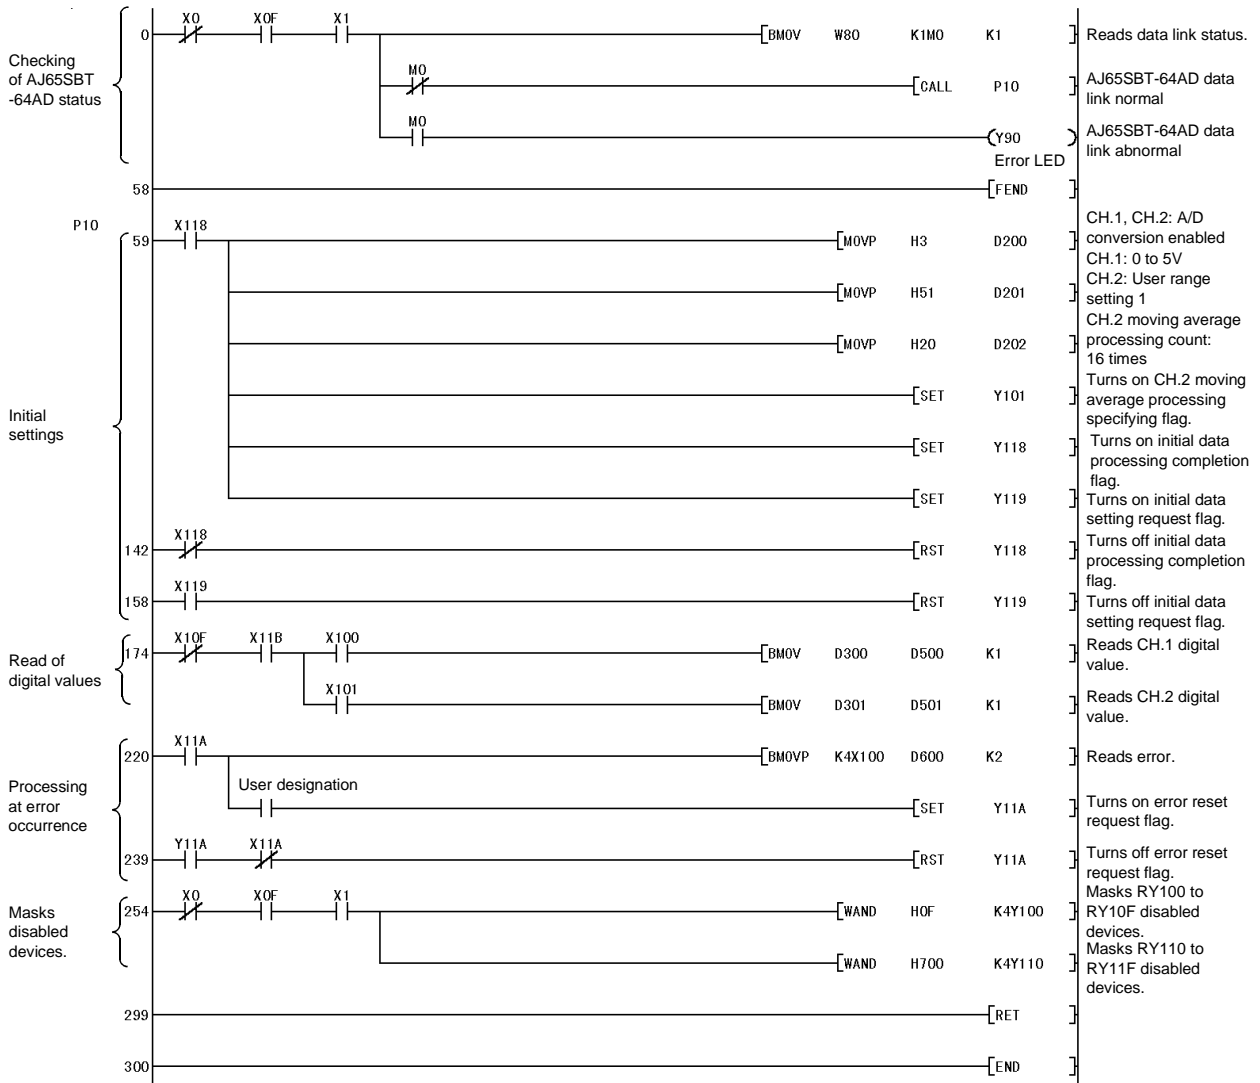 X0 X0F X1
0 BMOV W80 K1M0 K1 Reads data link status.
Checking
of AJ65SBT
-64AD status
M0
CALL P10 AJ65SBT-64AD data
link normal
M0
Y90 AJ65SBT-64AD data
link abnormal
Error LED
58 FEND
P10 X118
59 MOVP H3 D200 CH.1, CH.2: A/D
conversion enabled
CH.1: 0 to 5V
MOVP H51 D201 CH.2: User range
setting 1
MOVP H20 D202 CH.2 moving average
processing count:
16 times
SET Y101 Turns on CH.2 moving
average processing
specifying flag.
Initial
settings
SET Y118 Turns on initial data
processing completion
flag.
SET Y119 Turns on initial data
setting request flag.
X118
142 RST Y118 Turns off initial data
processing completion
flag.
X119
158 RST Y119 Turns off initial data
setting request flag.
X10F X11B X100
174 BMOV D300 D500 K1 Reads CH.1 digital
value.
Read of
digital values
X101
BMOV D301 D501 K1 Reads CH.2 digital
value.
X11A
220 BMOVP K4X100 D600 K2 Reads error.
Processing
at error
occurrence
User designation
SET Y11A Turns on error reset
request flag.
Y11A X11A
239 RST Y11A Turns off error reset
request flag.
X0 X0F X1
254 WAND H0F K4Y100 Masks RY100 to
RY10F disabled
devices.
Masks
disabled
devices.
WAND H700 K4Y110 Masks RY110 to
RY11F disabled
devices.
299 RET
300 END